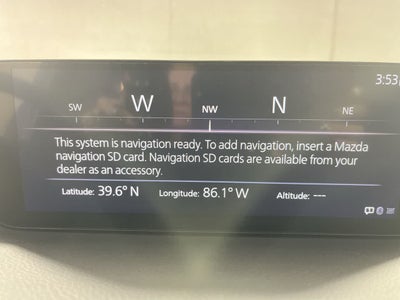 3:53
SW W NW N NE
This system is navigation ready. To add navigation, insert a Mazda
navigation SD card. Navigation SD cards are available from your
dealer as an accessory.
Latitude: 39.6° N Longitude: 86.1° W Altitude: ---